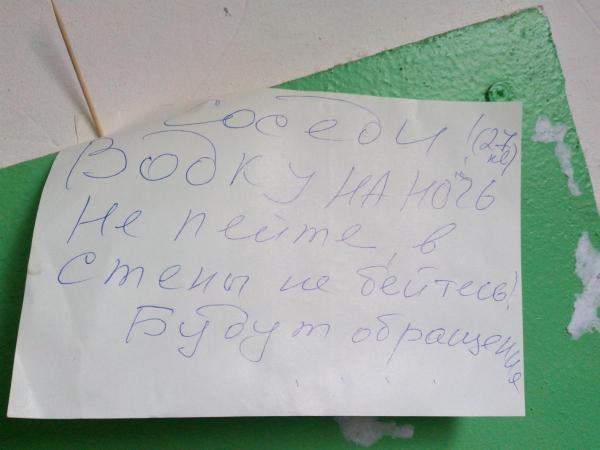 Соседи! (27 кв)
Водку на ночь
не пейте, в
стены не бейтесь!
Будут обращения
. . . .